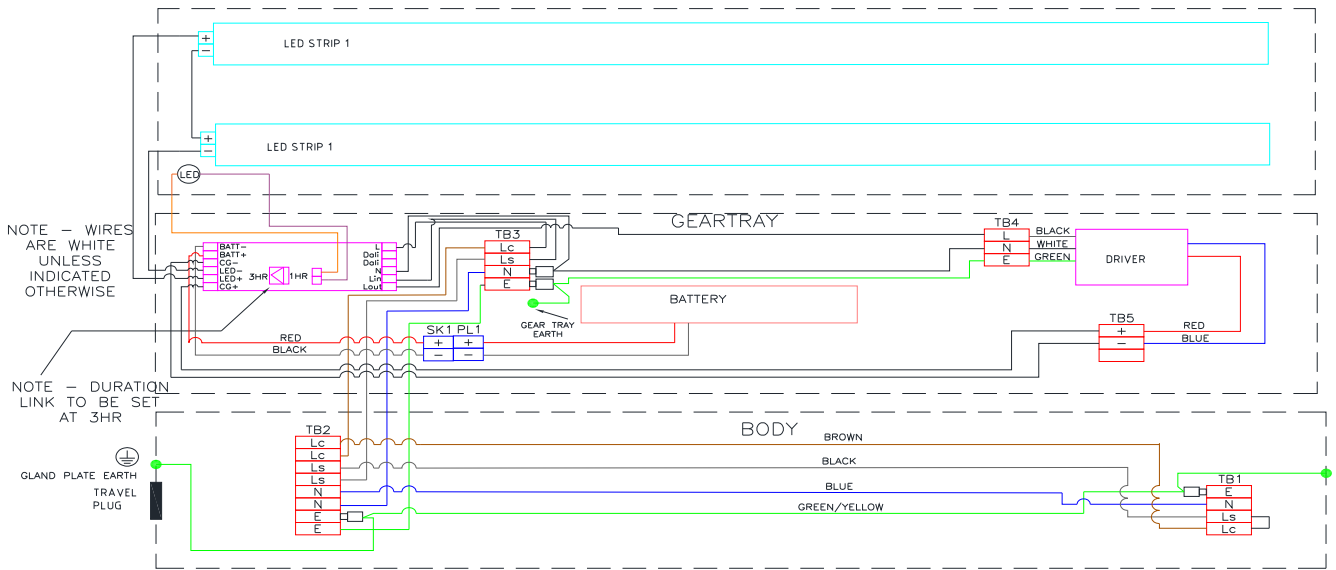 +
−
LED STRIP 1
+
−
LED STRIP 1
LED
NOTE − WIRES
ARE WHITE
UNLESS
INDICATED
OTHERWISE
GEARTRAY
BATT−
BATT+
CG−
LED−
LED+
CG+
3HR
1HR
L
Dali
Dali
N
Lin
Lout
TB3
Lc
Ls
N
E
TB4
L
N
E
BLACK
WHITE
GREEN
DRIVER
BATTERY
GEAR TRAY
EARTH
SK1 PL1
+ +
− −
RED
BLACK
TB5
+
−
RED
BLUE
NOTE − DURATION
LINK TO BE SET
AT 3HR
BODY
TB2
Lc
Lc
Ls
Ls
N
N
E
E
BROWN
BLACK
BLUE
GREEN/YELLOW
GLAND PLATE EARTH
TRAVEL
PLUG
TB1
E
N
Ls
Lc